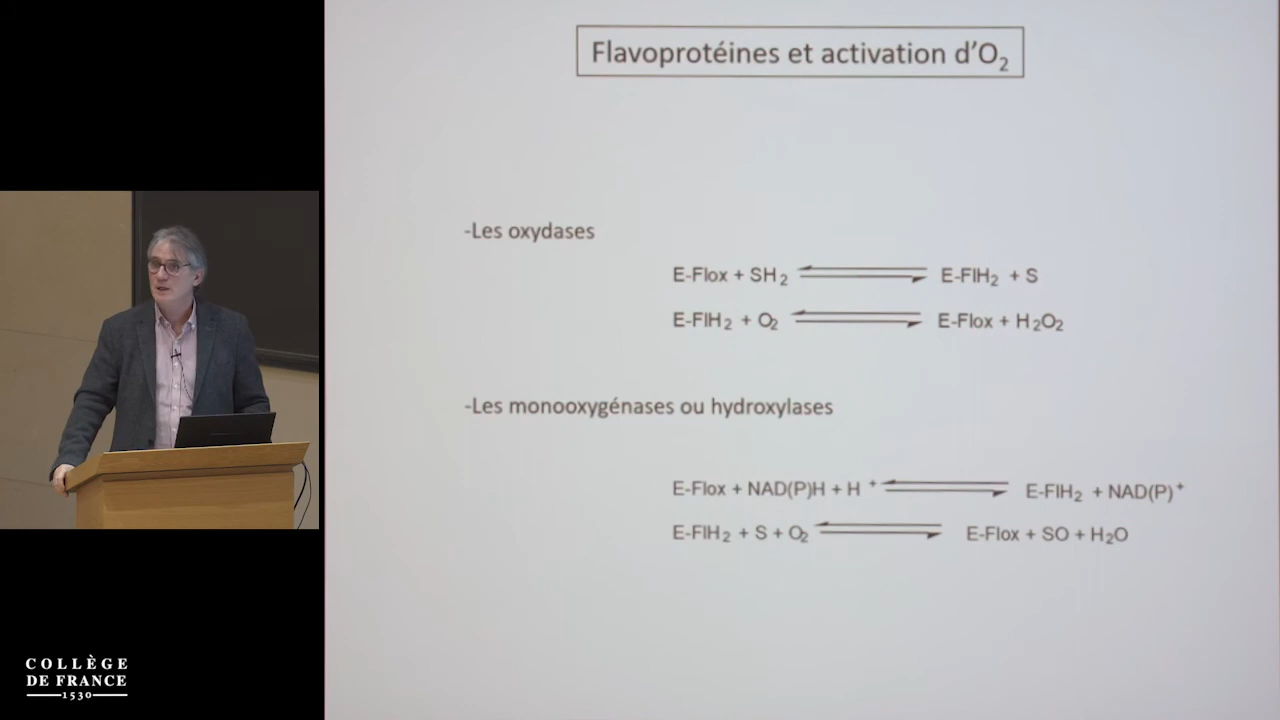 Flavoprotéines et activation d'O₂
-Les oxydases
E-Flox + SH₂ ⇌ E-FlH₂ + S
E-FlH₂ + O₂ ⇌ E-Flox + H₂O₂
-Les monooxygénases ou hydroxylases
E-Flox + NAD(P)H + H⁺ ⇌ E-FlH₂ + NAD(P)⁺
E-FlH₂ + S + O₂ ⇌ E-Flox + SO + H₂O
COLLÈGE
DE FRANCE
1530